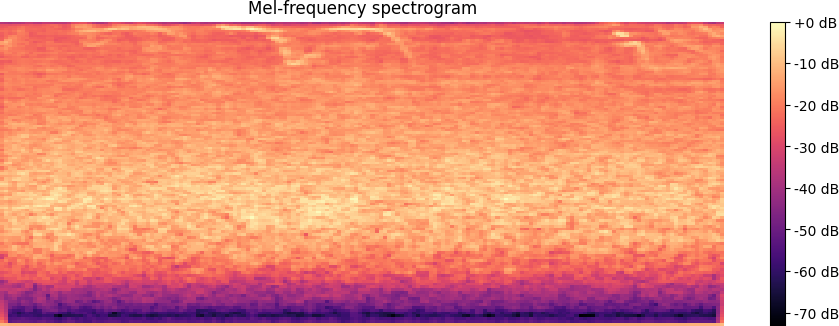 Mel-frequency spectrogram
+0 dB
-10 dB
-20 dB
-30 dB
-40 dB
-50 dB
-60 dB
-70 dB